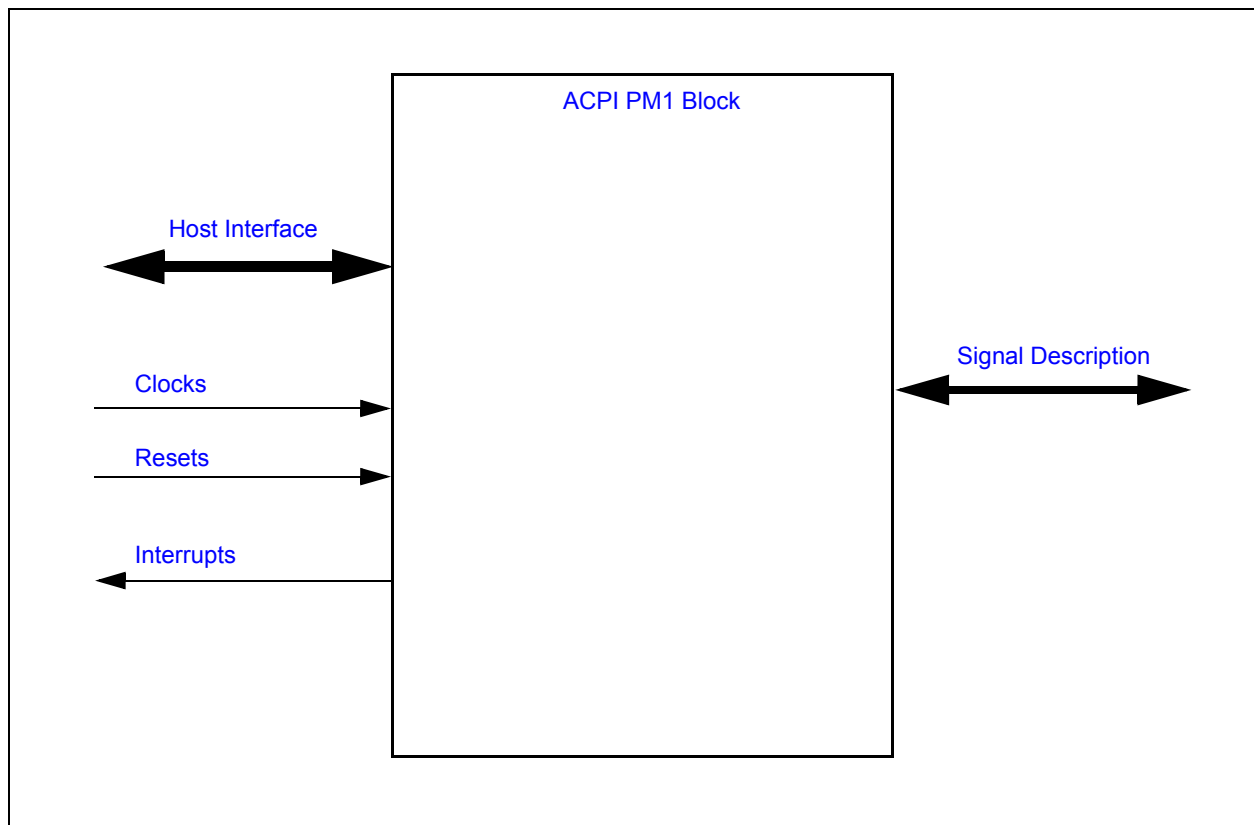 ACPI PM1 Block
Host Interface
Signal Description
Clocks
Resets
Interrupts